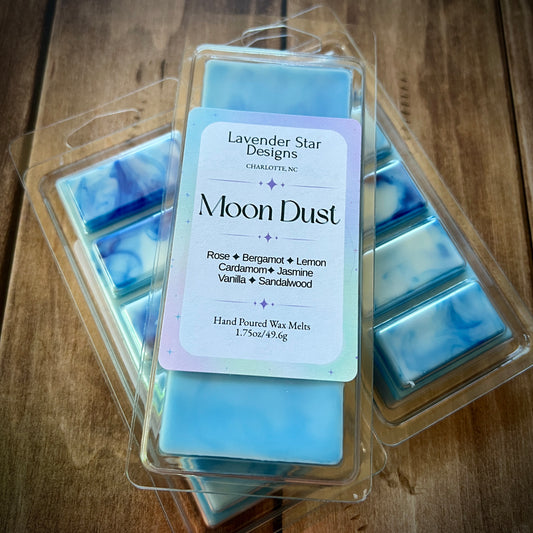 Lavender Star
Designs
CHARLOTTE, NC
Moon Dust
Rose ✦ Bergamot ✦ Lemon
Cardamom✦ Jasmine
Vanilla ✦ Sandalwood
Hand Poured Wax Melts
1.75oz/49.6g